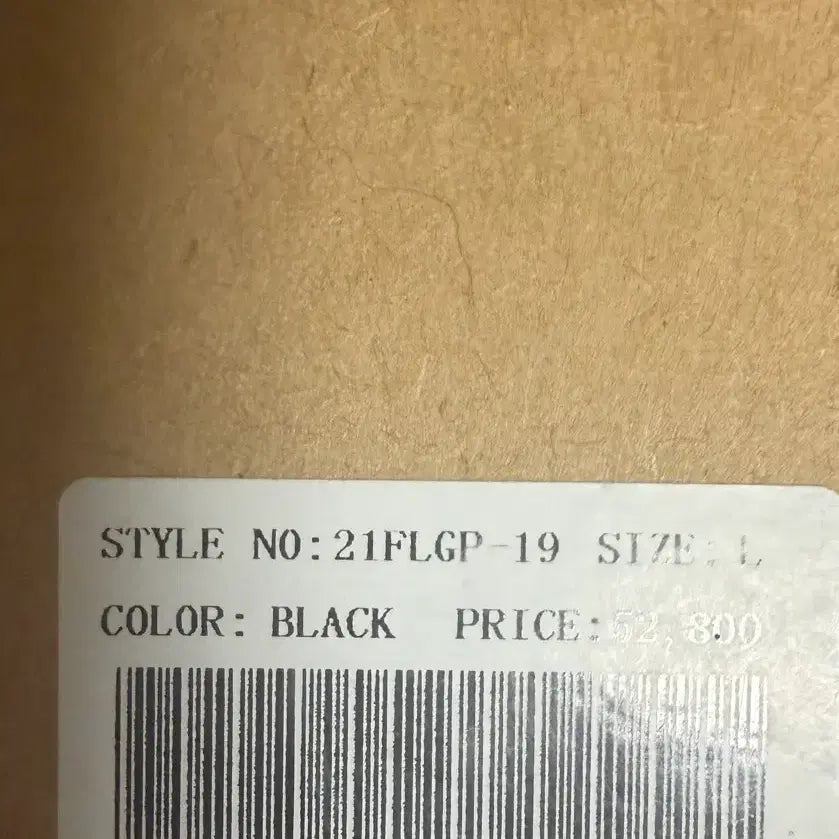 STYLE NO:21FLGP-19 SIZE: L
COLOR: BLACK PRICE:52,800